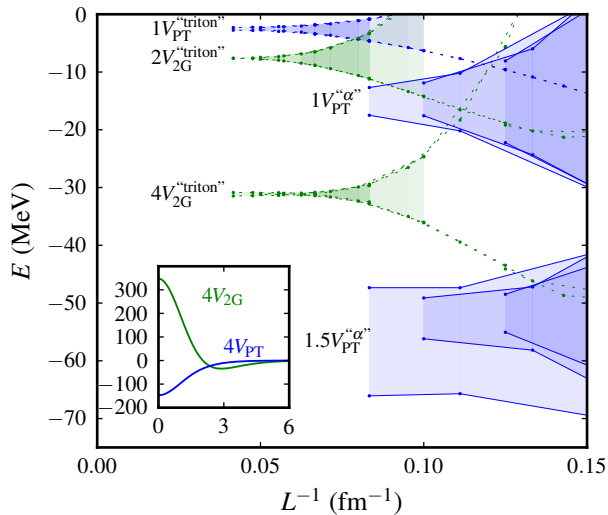 0
−10
−20
−30
−40
−50
−60
−70
E (MeV)
1V_PT^“triton”
2V_2G^“triton”
1V_PT^“α”
4V_2G^“triton”
1.5V_PT^“α”
300
200
100
0
−100
−200
4V_2G
4V_PT
0 3 6
0.00 0.05 0.10 0.15
L^−1 (fm^−1)